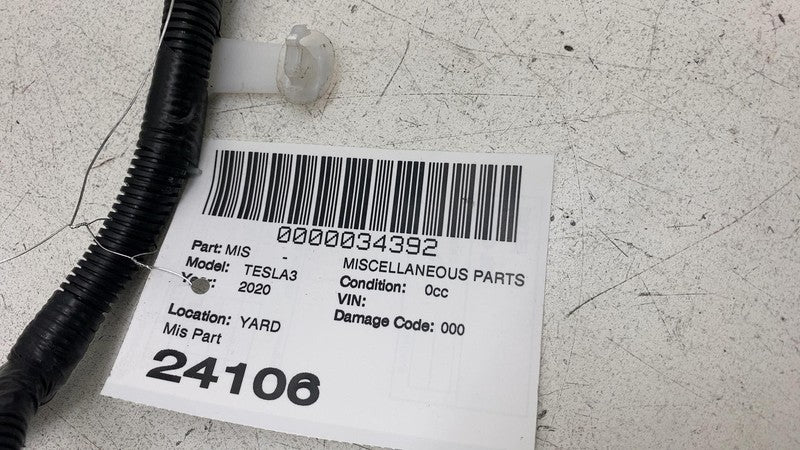 0000034392
Part: MIS - MISCELLANEOUS PARTS
Model: TESLA3 Condition: 0cc
Year: 2020 VIN:
Location: YARD Damage Code: 000
Mis Part
24106